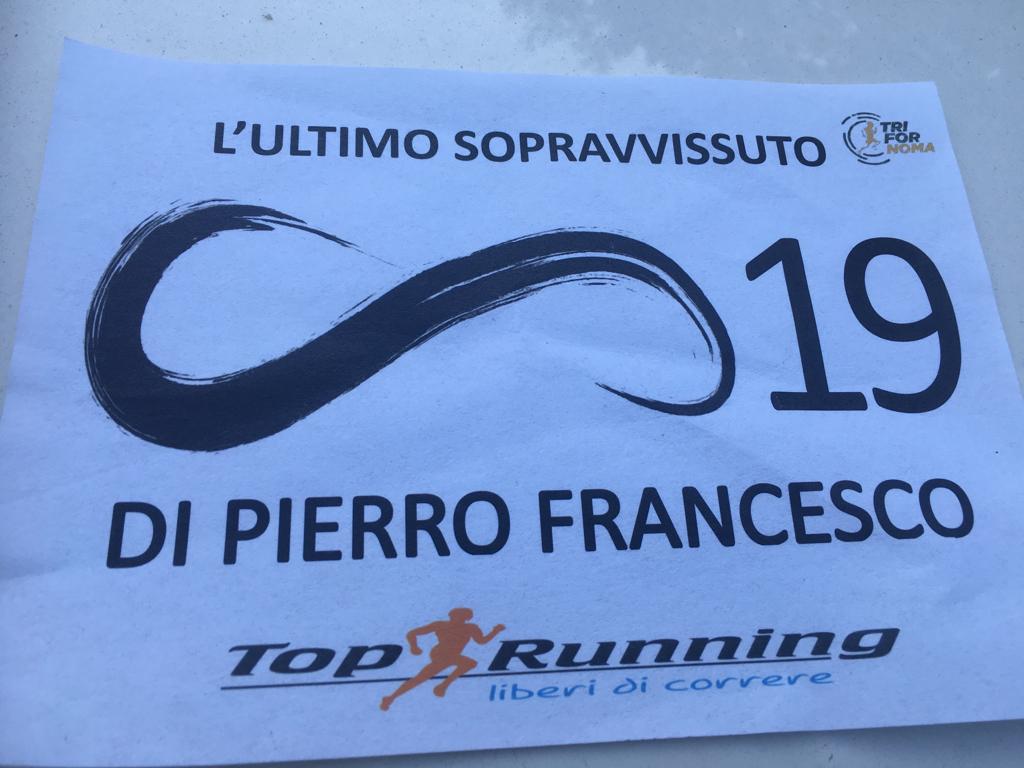 L'ULTIMO SOPRAVVISSUTO
TRI
FOR
NOMA
19
DI PIERRO FRANCESCO
Top Running
liberi di correre